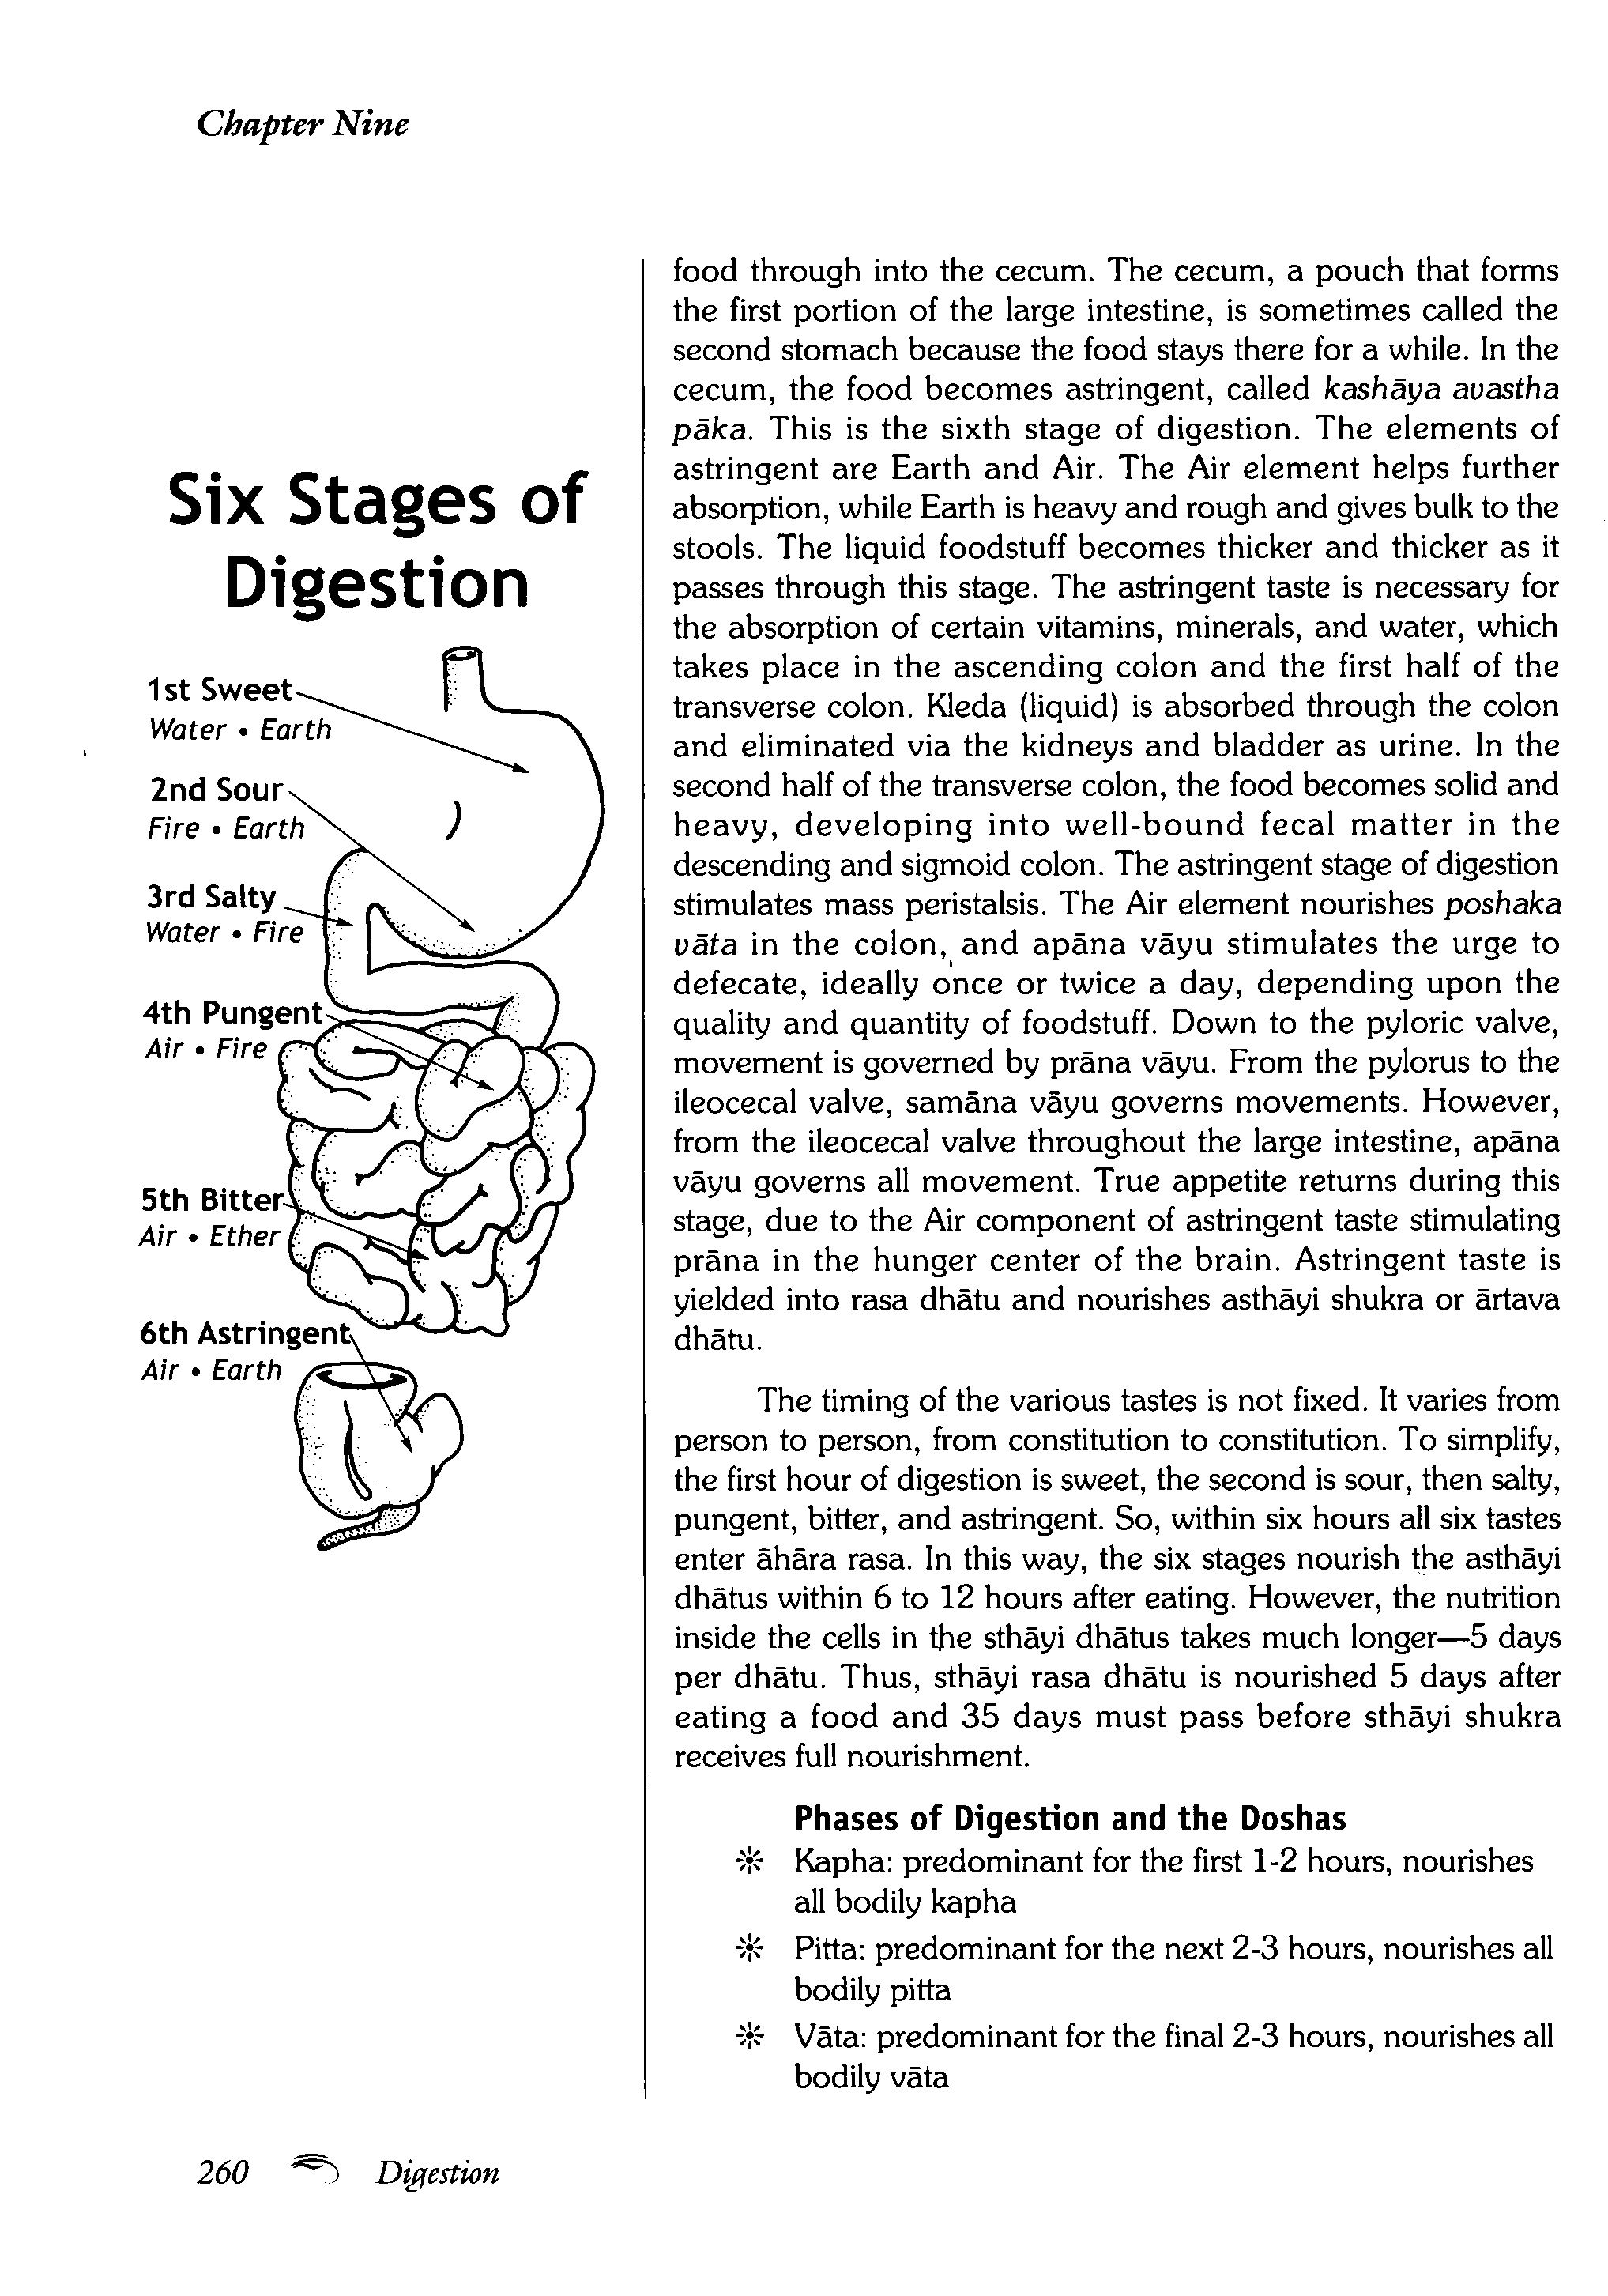 Chapter Nine
Six Stages of
Digestion
1st Sweet
Water • Earth
2nd Sour
Fire • Earth
3rd Salty
Water • Fire
4th Pungent
Air • Fire
5th Bitter
Air • Ether
6th Astringent
Air • Earth
food through into the cecum. The cecum, a pouch that forms
the first portion of the large intestine, is sometimes called the
second stomach because the food stays there for a while. In the
cecum, the food becomes astringent, called kashāya avastha
pāka. This is the sixth stage of digestion. The elements of
astringent are Earth and Air. The Air element helps further
absorption, while Earth is heavy and rough and gives bulk to the
stools. The liquid foodstuff becomes thicker and thicker as it
passes through this stage. The astringent taste is necessary for
the absorption of certain vitamins, minerals, and water, which
takes place in the ascending colon and the first half of the
transverse colon. Kleda (liquid) is absorbed through the colon
and eliminated via the kidneys and bladder as urine. In the
second half of the transverse colon, the food becomes solid and
heavy, developing into well-bound fecal matter in the
descending and sigmoid colon. The astringent stage of digestion
stimulates mass peristalsis. The Air element nourishes poshaka
vāta in the colon, and apāna vāyu stimulates the urge to
defecate, ideally once or twice a day, depending upon the
quality and quantity of foodstuff. Down to the pyloric valve,
movement is governed by prāna vāyu. From the pylorus to the
ileocecal valve, samāna vāyu governs movements. However,
from the ileocecal valve throughout the large intestine, apāna
vāyu governs all movement. True appetite returns during this
stage, due to the Air component of astringent taste stimulating
prāna in the hunger center of the brain. Astringent taste is
yielded into rasa dhātu and nourishes asthāyi shukra or ārtava
dhātu.
The timing of the various tastes is not fixed. It varies from
person to person, from constitution to constitution. To simplify,
the first hour of digestion is sweet, the second is sour, then salty,
pungent, bitter, and astringent. So, within six hours all six tastes
enter āhāra rasa. In this way, the six stages nourish the asthāyi
dhātus within 6 to 12 hours after eating. However, the nutrition
inside the cells in the sthāyi dhātus takes much longer—5 days
per dhātu. Thus, sthāyi rasa dhātu is nourished 5 days after
eating a food and 35 days must pass before sthāyi shukra
receives full nourishment.
Phases of Digestion and the Doshas
Kapha: predominant for the first 1-2 hours, nourishes
all bodily kapha
Pitta: predominant for the next 2-3 hours, nourishes all
bodily pitta
Vāta: predominant for the final 2-3 hours, nourishes all
bodily vāta
260 Digestion